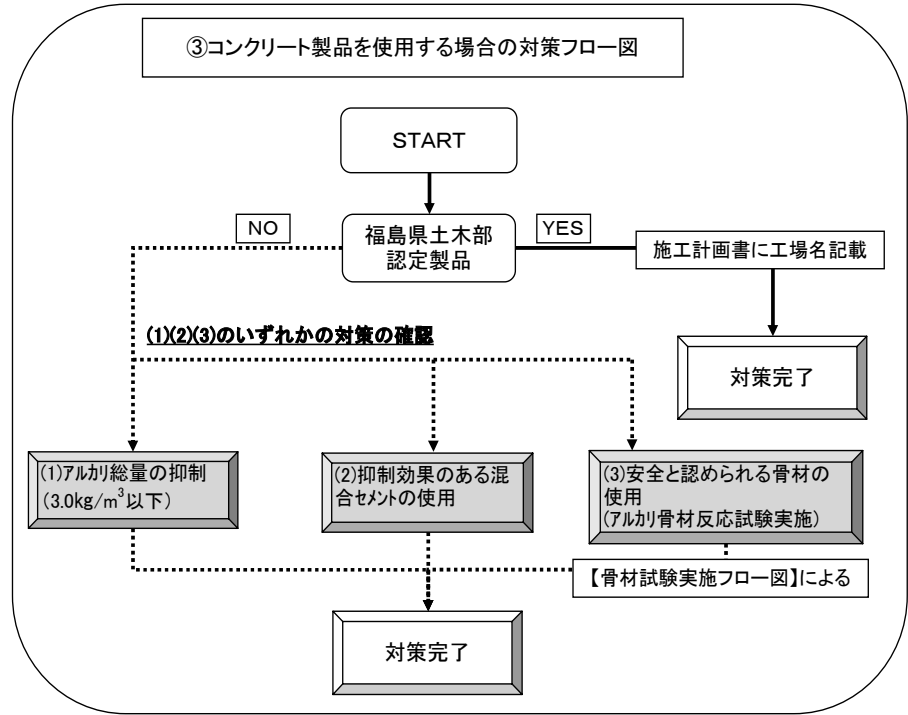 ③コンクリート製品を使用する場合の対策フロー図
START
NO
福島県土木部
認定製品
YES
施工計画書に工場名記載
(1)(2)(3)のいずれかの対策の確認
対策完了
(1)アルカリ総量の抑制
(3.0kg/m³以下)
(2)抑制効果のある混
合セメントの使用
(3)安全と認められる骨材の
使用
(アルカリ骨材反応試験実施)
【骨材試験実施フロー図】による
対策完了